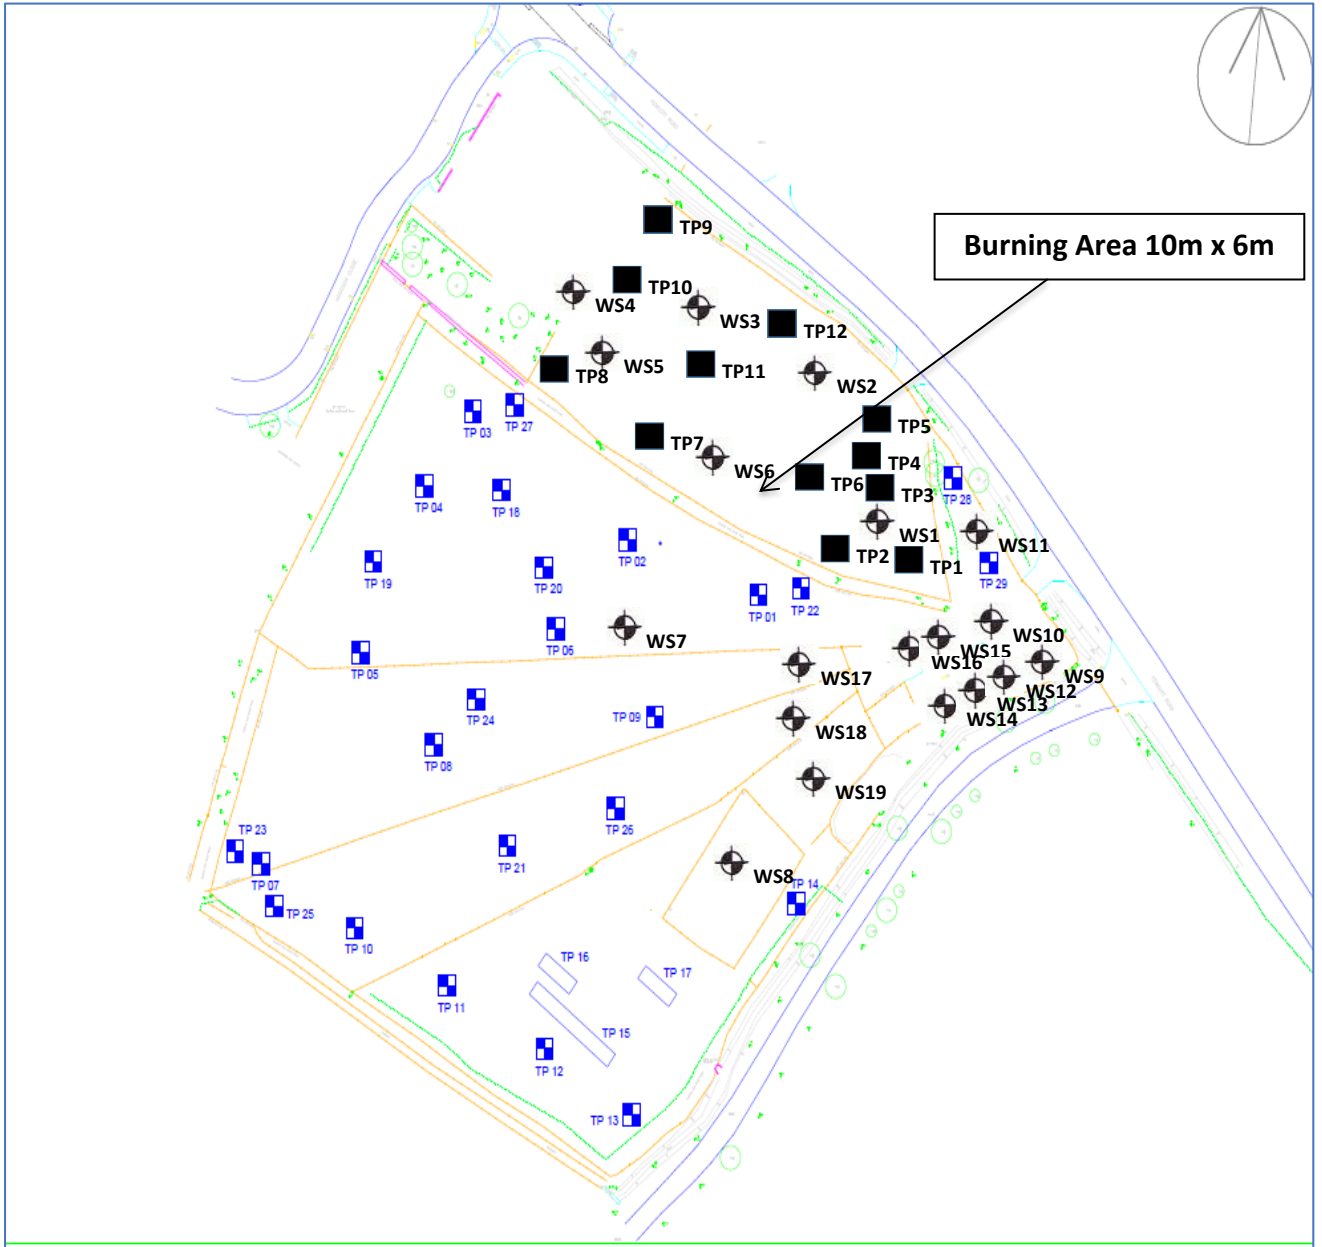 TP9
Burning Area 10m x 6m
TP10
WS4
WS3
TP12
WS5
TP11
TP8
WS2
TP 03
TP 27
TP5
TP7
TP4
WS6
TP6
TP3
TP 28
TP 04
TP 18
WS1
WS11
TP 02
TP2
TP1
TP 19
TP 20
TP 29
TP 01
TP 22
WS10
TP 06
WS7
WS15
WS16
WS9
TP 05
WS17
WS12
WS13
TP 24
TP 09
WS14
WS18
TP 08
WS19
TP 26
TP 23
TP 21
WS8
TP 14
TP 07
TP 25
TP 10
TP 16
TP 17
TP 11
TP 15
TP 12
TP 13